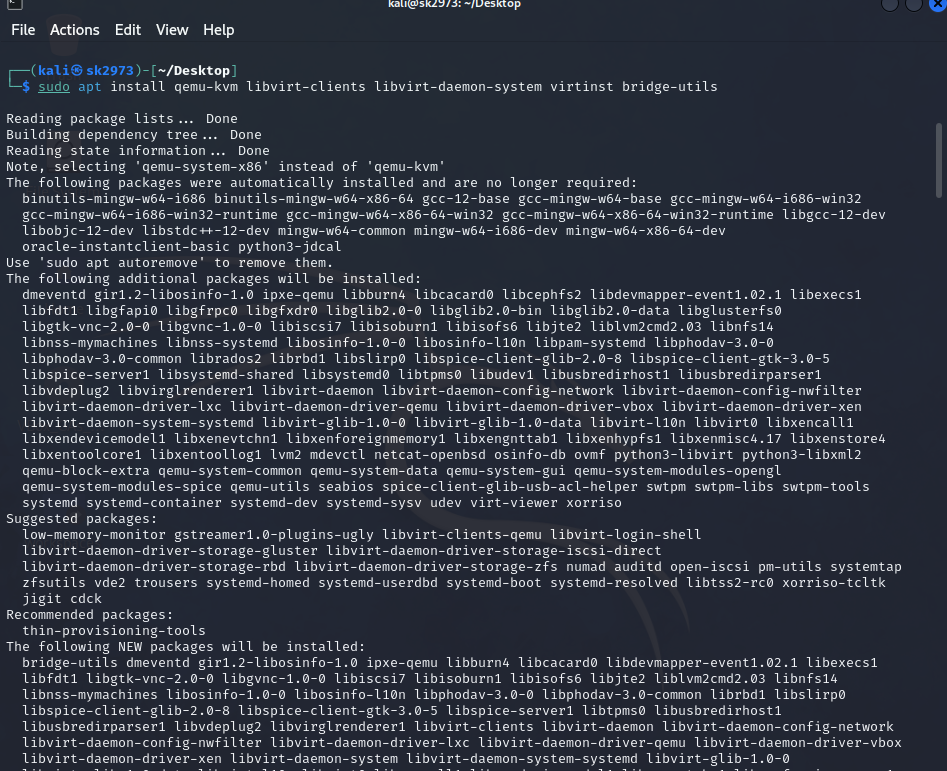 kali@sk2973: ~/Desktop
File Actions Edit View Help
(kali㉿sk2973)-[~/Desktop]
$ sudo apt install qemu-kvm libvirt-clients libvirt-daemon-system virtinst bridge-utils
Reading package lists... Done
Building dependency tree... Done
Reading state information... Done
Note, selecting 'qemu-system-x86' instead of 'qemu-kvm'
The following packages were automatically installed and are no longer required:
binutils-mingw-w64-i686 binutils-mingw-w64-x86-64 gcc-12-base gcc-mingw-w64-base gcc-mingw-w64-i686-win32
gcc-mingw-w64-i686-win32-runtime gcc-mingw-w64-x86-64-win32 gcc-mingw-w64-x86-64-win32-runtime libgcc-12-dev
libobjc-12-dev libstdc++-12-dev mingw-w64-common mingw-w64-i686-dev mingw-w64-x86-64-dev
oracle-instantclient-basic python3-jdcal
Use 'sudo apt autoremove' to remove them.
The following additional packages will be installed:
dmeventd gir1.2-libosinfo-1.0 ipxe-qemu libburn4 libcacard0 libcephfs2 libdevmapper-event1.02.1 libexecs1
libfdt1 libgfapi0 libgfrpc0 libgfxdr0 libglib2.0-0 libglib2.0-bin libglib2.0-data libglusterfs0
libgtk-vnc-2.0-0 libgvnc-1.0-0 libiscsi7 libisoburn1 libisofs6 libjte2 liblvm2cmd2.03 libnfs14
libnss-mymachines libnss-systemd libosinfo-1.0-0 libosinfo-l10n libpam-systemd libphodav-3.0-0
libphodav-3.0-common librados2 librbd1 libslirp0 libspice-client-glib-2.0-8 libspice-client-gtk-3.0-5
libspice-server1 libsystemd-shared libsystemd0 libtpms0 libudev1 libusbredirhost1 libusbredirparser1
libvdeplug2 libvirglrenderer1 libvirt-daemon libvirt-daemon-config-network libvirt-daemon-config-nwfilter
libvirt-daemon-driver-lxc libvirt-daemon-driver-qemu libvirt-daemon-driver-vbox libvirt-daemon-driver-xen
libvirt-daemon-system-systemd libvirt-glib-1.0-0 libvirt-glib-1.0-data libvirt-l10n libvirt0 libxencall1
libxendevicemodel1 libxenevtchn1 libxenforeignmemory1 libxengnttab1 libxenhypfs1 libxenmisc4.17 libxenstore4
libxentoolcore1 libxentoollog1 lvm2 mdevctl netcat-openbsd osinfo-db ovmf python3-libvirt python3-libxml2
qemu-block-extra qemu-system-common qemu-system-data qemu-system-gui qemu-system-modules-opengl
qemu-system-modules-spice qemu-utils seabios spice-client-glib-usb-acl-helper swtpm swtpm-libs swtpm-tools
systemd systemd-container systemd-dev systemd-sysv udev virt-viewer xorriso
Suggested packages:
low-memory-monitor gstreamer1.0-plugins-ugly libvirt-clients-qemu libvirt-login-shell
libvirt-daemon-driver-storage-gluster libvirt-daemon-driver-storage-iscsi-direct
libvirt-daemon-driver-storage-rbd libvirt-daemon-driver-storage-zfs numad auditd open-iscsi pm-utils systemtap
zfsutils vde2 trousers systemd-homed systemd-userdbd systemd-boot systemd-resolved libtss2-rc0 xorriso-tcltk
jigit cdck
Recommended packages:
thin-provisioning-tools
The following NEW packages will be installed:
bridge-utils dmeventd gir1.2-libosinfo-1.0 ipxe-qemu libburn4 libcacard0 libdevmapper-event1.02.1 libexecs1
libfdt1 libgtk-vnc-2.0-0 libgvnc-1.0-0 libiscsi7 libisoburn1 libisofs6 libjte2 liblvm2cmd2.03 libnfs14
libnss-mymachines libosinfo-1.0-0 libosinfo-l10n libphodav-3.0-0 libphodav-3.0-common librbd1 libslirp0
libspice-client-glib-2.0-8 libspice-client-gtk-3.0-5 libspice-server1 libtpms0 libusbredirhost1
libusbredirparser1 libvdeplug2 libvirglrenderer1 libvirt-clients libvirt-daemon libvirt-daemon-config-network
libvirt-daemon-config-nwfilter libvirt-daemon-driver-lxc libvirt-daemon-driver-qemu libvirt-daemon-driver-vbox
libvirt-daemon-driver-xen libvirt-daemon-system libvirt-daemon-system-systemd libvirt-glib-1.0-0